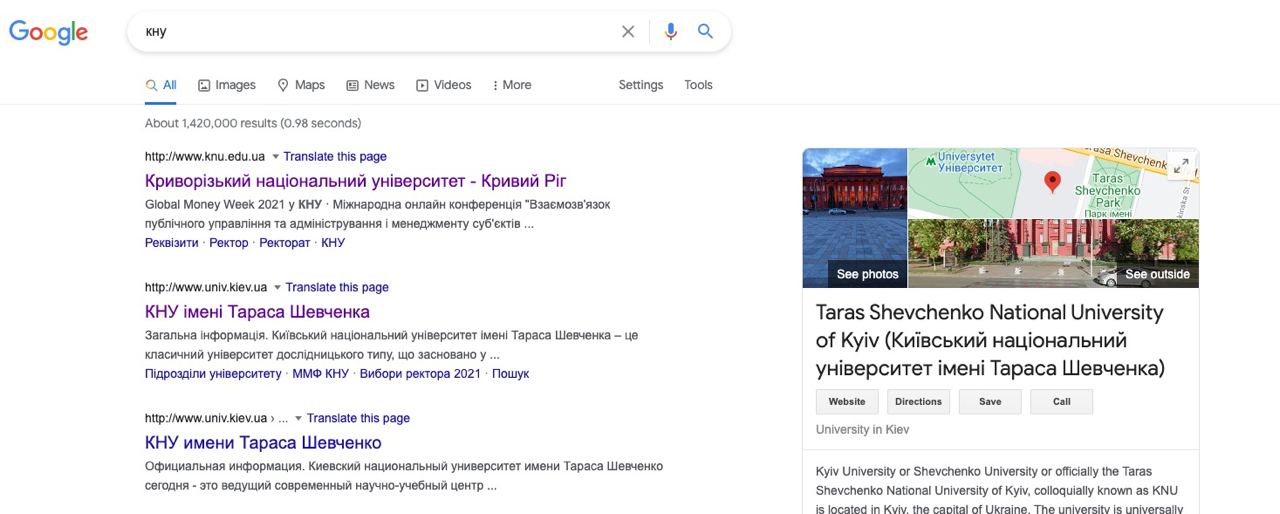 Google
кну
All
Images
Maps
News
Videos
More
Settings
Tools
About 1,420,000 results (0.98 seconds)
http://www.knu.edu.ua Translate this page
Криворізький національний університет - Кривий Ріг
Global Money Week 2021 у КНУ · Міжнародна онлайн конференція "Взаємозв'язок
публічного управління та адміністрування і менеджменту суб'єктів ...
Реквізити · Ректор · Ректорат · КНУ
http://www.univ.kiev.ua Translate this page
КНУ імені Тараса Шевченка
Загальна інформація. Київський національний університет імені Тараса Шевченка – це
класичний університет дослідницького типу, що засновано у ...
Підрозділи університету · ММФ КНУ · Вибори ректора 2021 · Пошук
http://www.univ.kiev.ua › ... Translate this page
КНУ имени Тараса Шевченко
Официальная информация. Киевский национальный университет имени Тараса Шевченко
сегодня - это ведущий современный научно-учебный центр ...
Universytet
Університет
Taras
Shevchenko
Park
Парк імені
arasa Shevchenk
kinska St
See photos
See outside
Taras Shevchenko National University
of Kyiv (Київський національний
університет імені Тараса Шевченка)
Website
Directions
Save
Call
University in Kiev
Kyiv University or Shevchenko University or officially the Taras
Shevchenko National University of Kyiv, colloquially known as KNU
is located in Kyiv, the capital of Ukraine. The university is universally